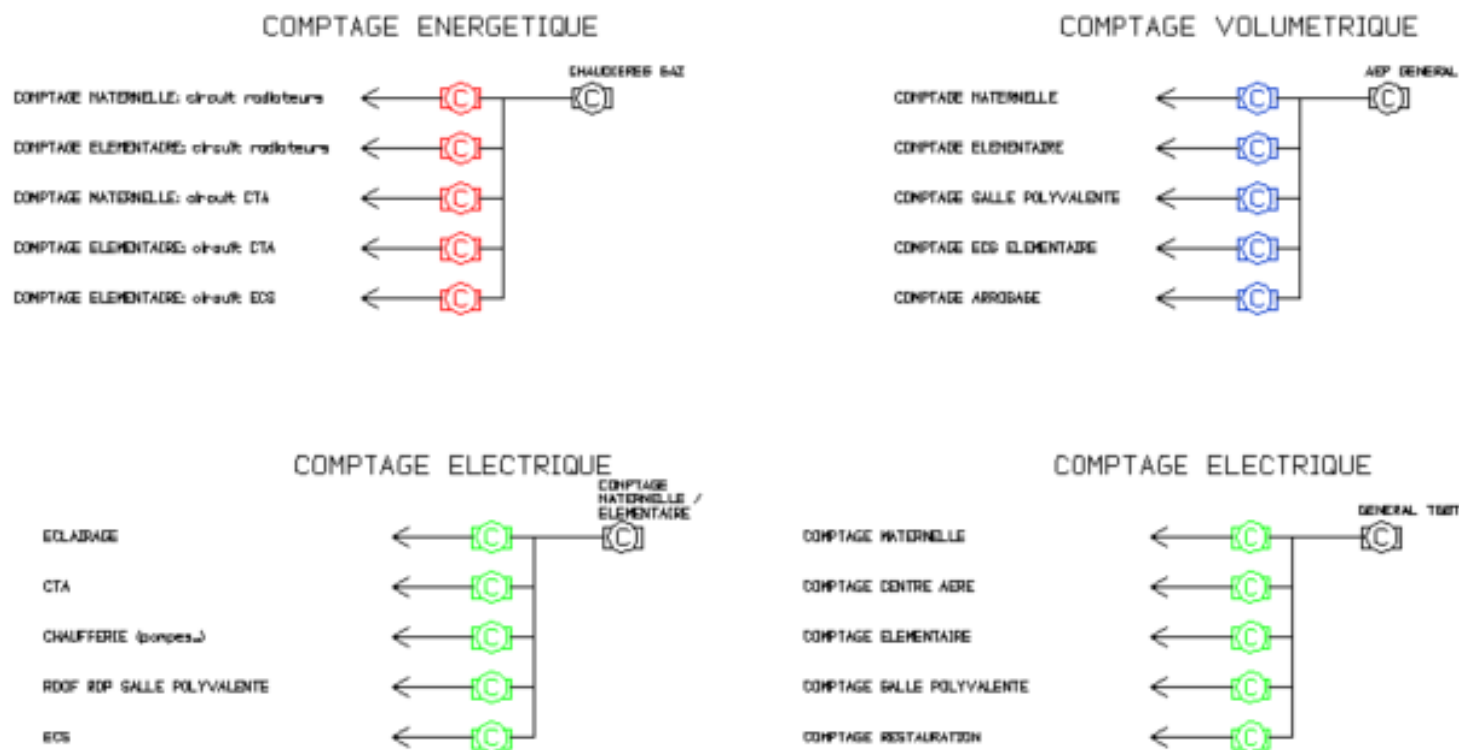 COMPTAGE ENERGETIQUE
CHAUDIERES GAZ
COMPTAGE MATERNELLE: circuit radiateurs
C
C
COMPTAGE ELEMENTAIRE: circuit radiateurs
C
COMPTAGE MATERNELLE: circuit CTA
C
COMPTAGE ELEMENTAIRE: circuit CTA
C
COMPTAGE ELEMENTAIRE: circuit ECS
C
COMPTAGE VOLUMETRIQUE
AEP GENERAL
COMPTAGE MATERNELLE
C
C
COMPTAGE ELEMENTAIRE
C
COMPTAGE SALLE POLYVALENTE
C
COMPTAGE ECS ELEMENTAIRE
C
COMPTAGE ARROSAGE
C
COMPTAGE ELECTRIQUE
COMPTAGE
MATERNELLE /
ELEMENTAIRE
ECLAIRAGE
C
C
CTA
C
CHAUFFERIE (pompes..)
C
ROOF RDP SALLE POLYVALENTE
C
ECS
C
COMPTAGE ELECTRIQUE
GENERAL TGBT
COMPTAGE MATERNELLE
C
C
COMPTAGE CENTRE AERE
C
COMPTAGE ELEMENTAIRE
C
COMPTAGE SALLE POLYVALENTE
C
COMPTAGE RESTAURATION
C